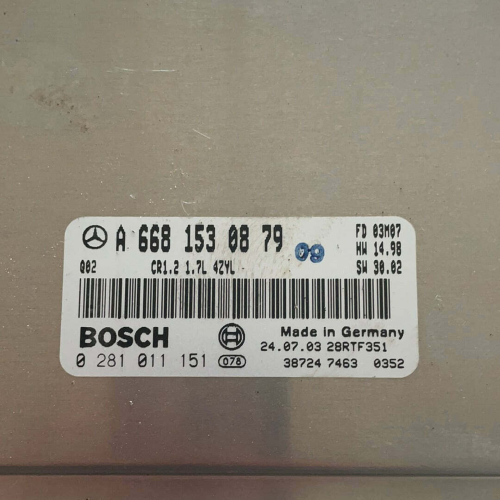 A 668 153 08 79 09 FD 03M07
HW 14.98
Q02 CR1.2 1.7L 4ZYL SW 30.02
BOSCH Made in Germany
24.07.03 28RTF351
0 281 011 151 078 38724 7463 0352